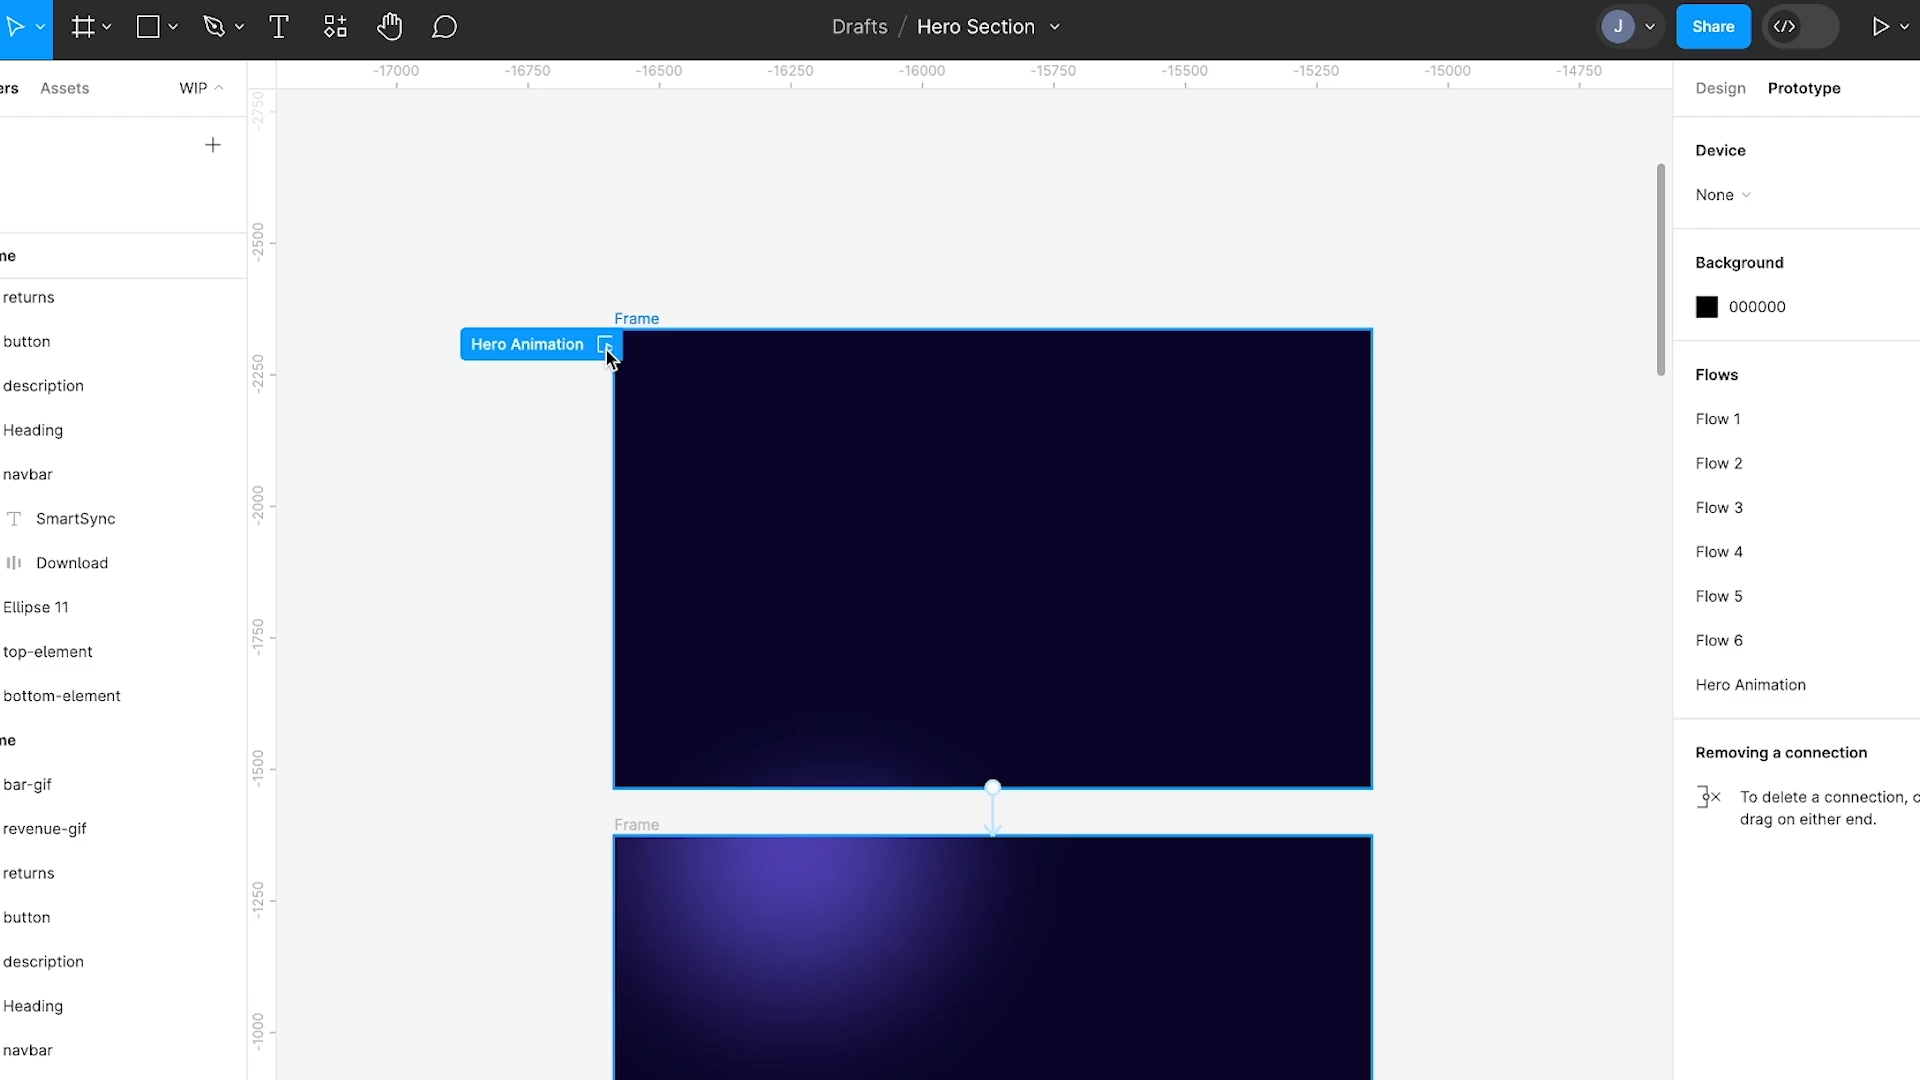 Drafts / Hero Section
J
Share
ers Assets WIP
-17000 -16750 -16500 -16250 -16000 -15750 -15500 -15250 -15000 -14750
Design Prototype
-2750
Device
None
-2500
me
Background
returns
000000
Frame
button
Hero Animation
-2250
Flows
description
Flow 1
Heading
Flow 2
navbar
-2000
Flow 3
SmartSync
Flow 4
Download
Flow 5
Ellipse 11
-1750
Flow 6
top-element
Hero Animation
bottom-element
me
-1500
Removing a connection
bar-gif
To delete a connection, c
drag on either end.
Frame
revenue-gif
returns
-1250
button
description
Heading
-1000
navbar